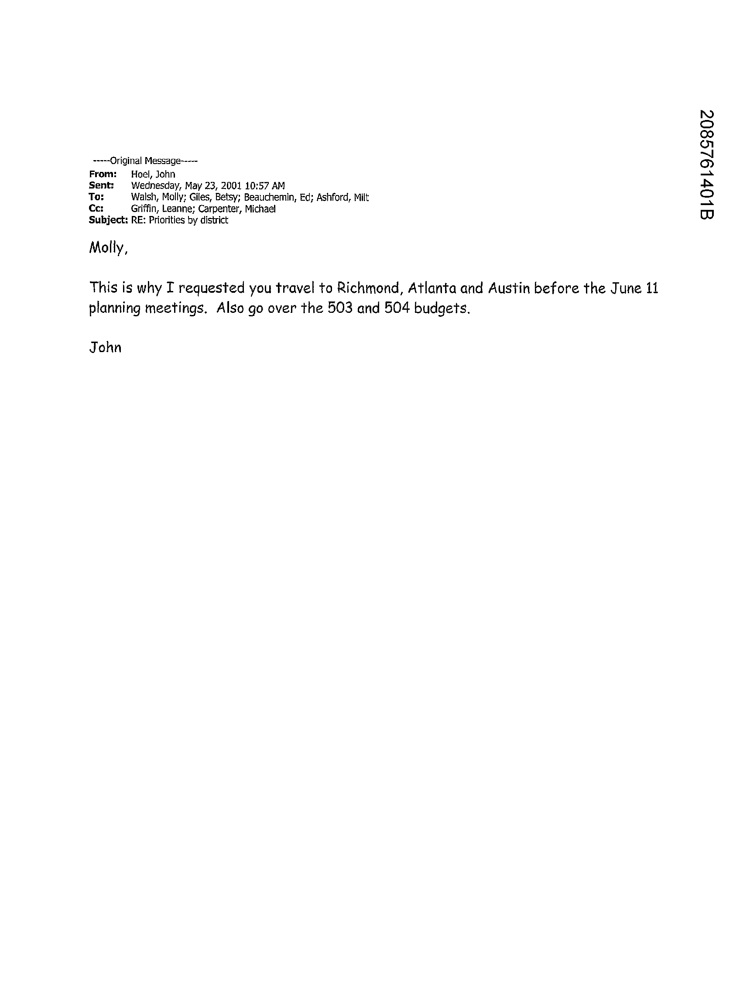 -----Original Message-----
From: Hoel, John
Sent: Wednesday, May 23, 2001 10:57 AM
To: Walsh, Molly; Giles, Betsy; Beauchemin, Ed; Ashford, Milt
Cc: Griffin, Leanne; Carpenter, Michael
Subject: RE: Priorities by district
Molly,
This is why I requested you travel to Richmond, Atlanta and Austin before the June 11
planning meetings. Also go over the 503 and 504 budgets.
John
2085761401B